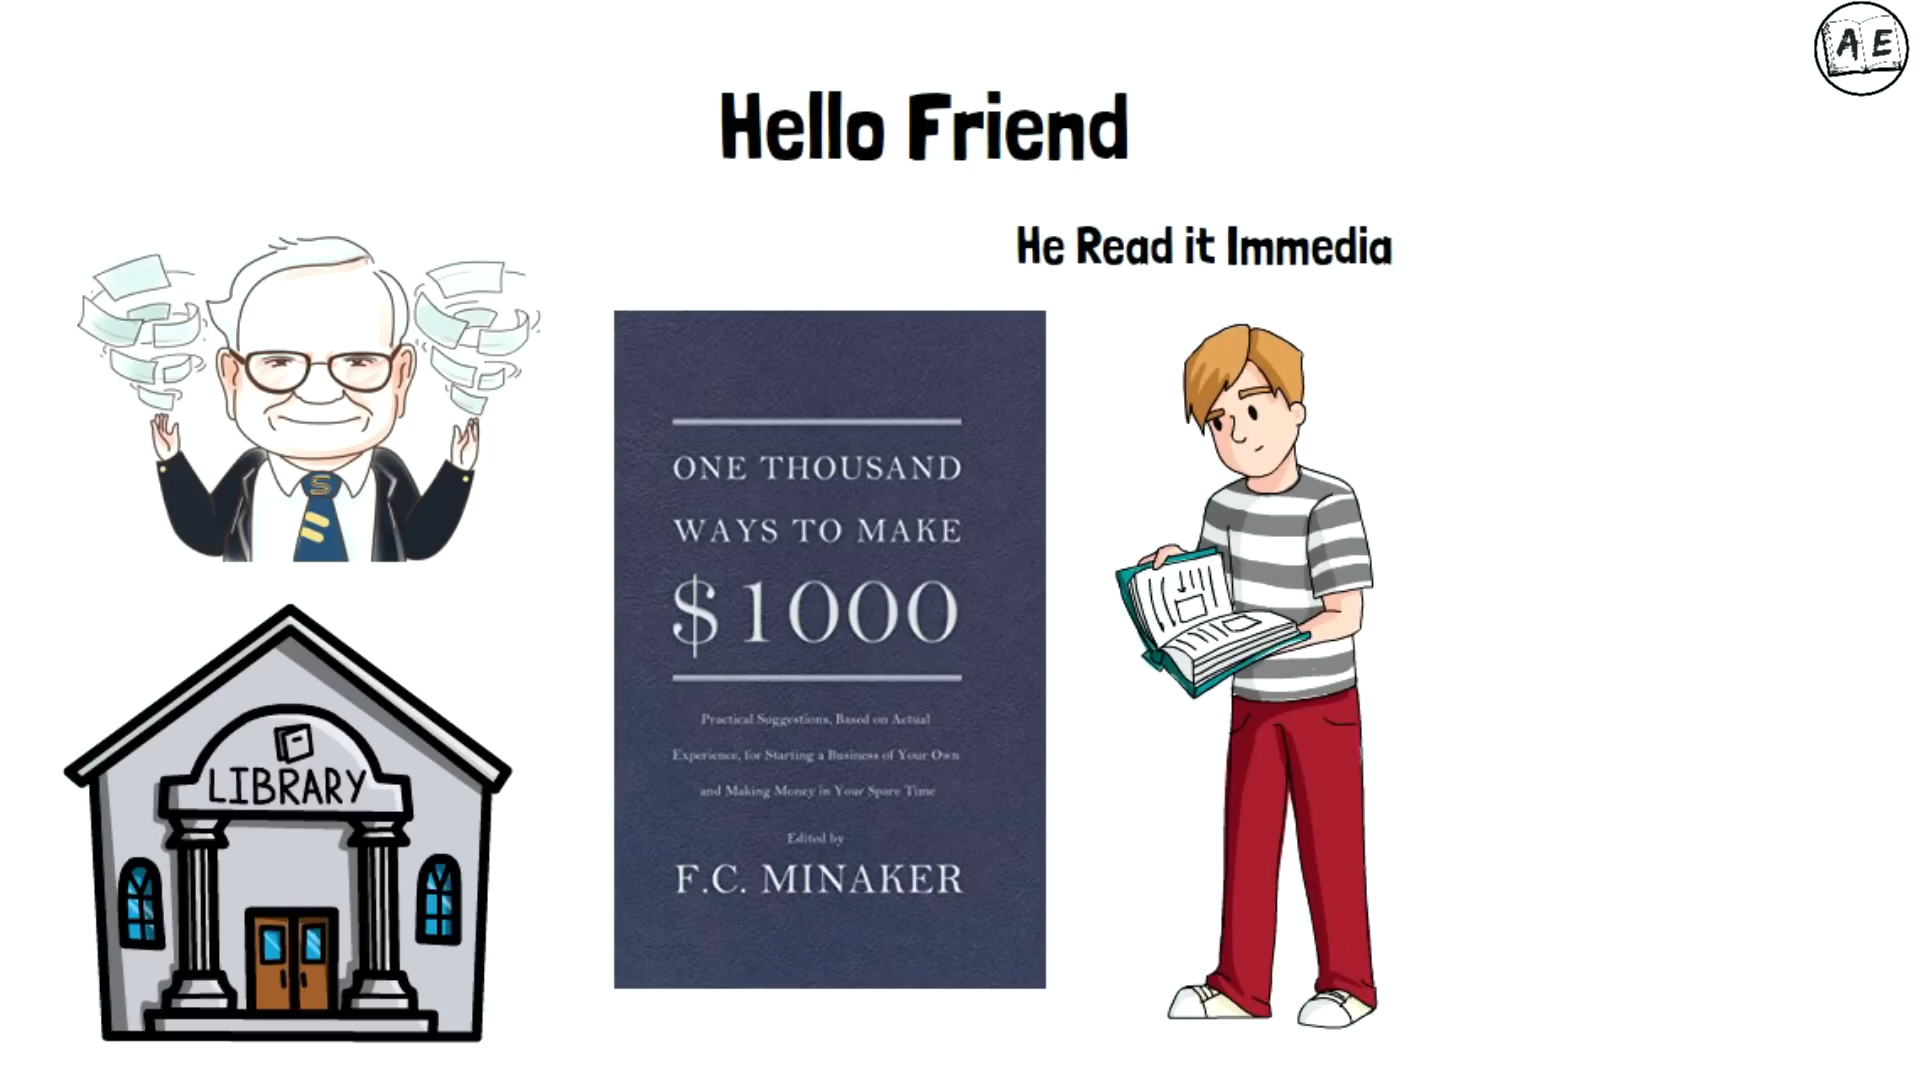 A E
Hello Friend
He Read it Immedia
ONE THOUSAND
WAYS TO MAKE
$1000
Practical Suggestions, Based on Actual
Experience, for Starting a Business of Your Own
and Making Money in Your Spare Time
Edited by
F.C. MINAKER
LIBRARY